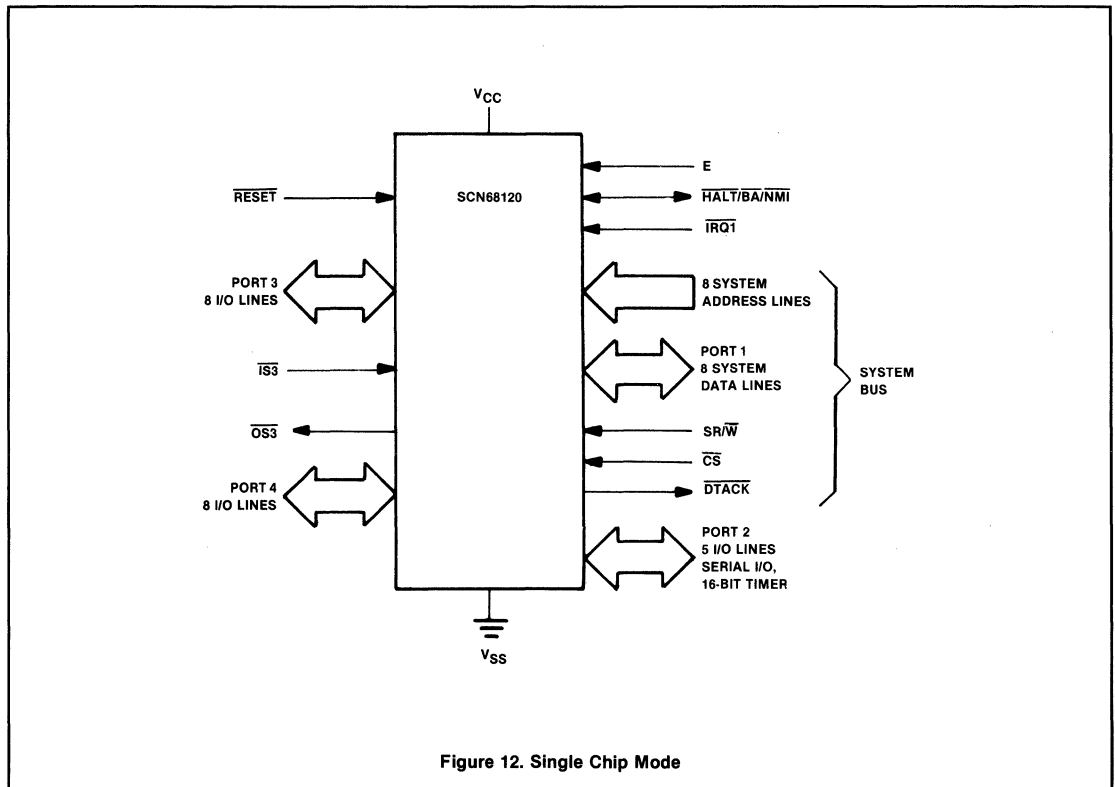 VCC
SCN68120
RESET
PORT 3
8 I/O LINES
IS3
OS3
PORT 4
8 I/O LINES
E
HALT/BA/NMI
IRQ1
8 SYSTEM
ADDRESS LINES
PORT 1
8 SYSTEM
DATA LINES
SR/W
CS
DTACK
SYSTEM
BUS
PORT 2
5 I/O LINES
SERIAL I/O,
16-BIT TIMER
VSS
Figure 12. Single Chip Mode